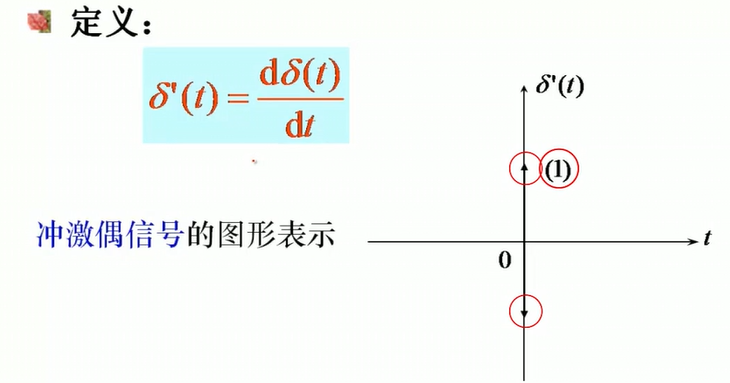 定义：
δ'(t) = dδ(t)/dt
δ'(t)
(1)
冲激偶信号的图形表示
t
0